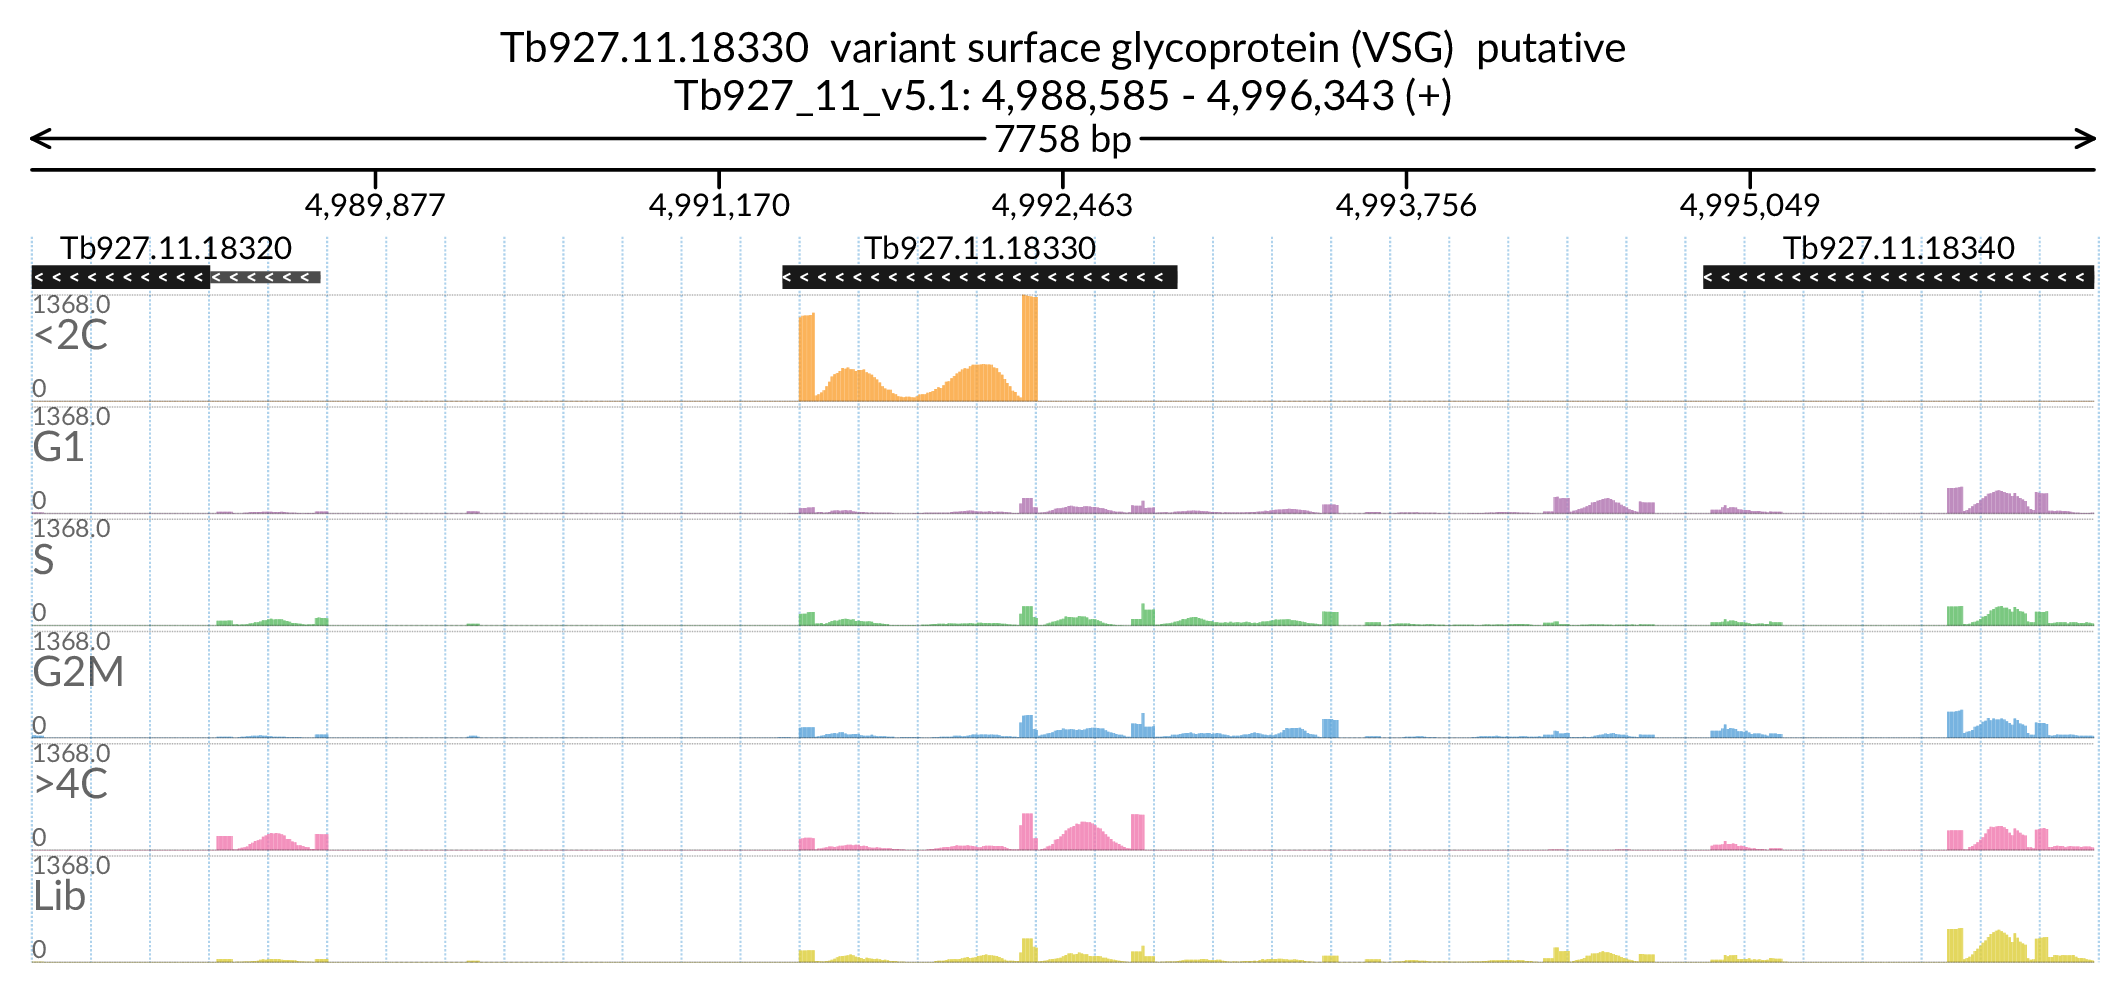 Tb927.11.18330  variant surface glycoprotein (VSG)  putative
Tb927_11_v5.1: 4,988,585 - 4,996,343 (+)
7758 bp
4,989,877 4,991,170 4,992,463 3,993,756 4,995,049
Tb927.11.18320 Tb927.11.18330 Tb927.11.18340
1368.0
<2C
0
1368.0
G1
0
1368.0
S
0
1368.0
G2M
0
1368.0
>4C
0
1368.0
Lib
0